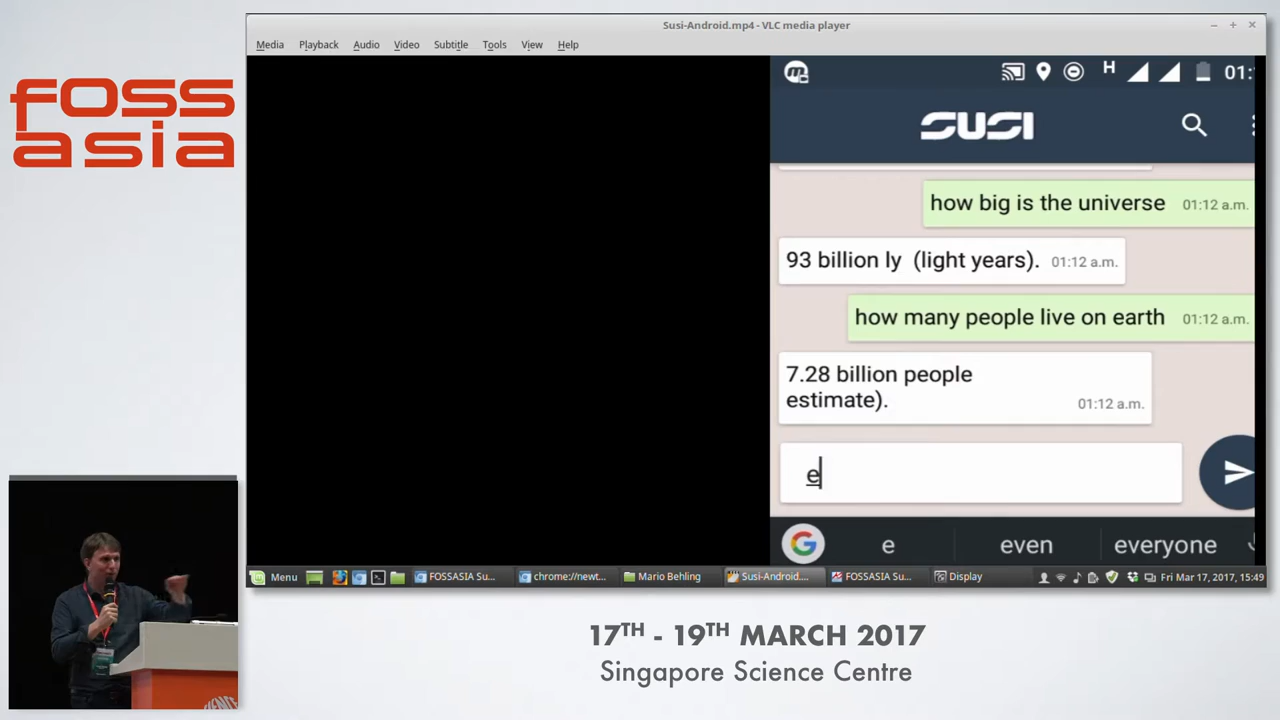 Susi-Android.mp4 - VLC media player
Media Playback Audio Video Subtitle Tools View Help
foss
asia
H 01:
SUSI
how big is the universe 01:12 a.m.
93 billion ly (light years). 01:12 a.m.
how many people live on earth 01:12 a.m.
7.28 billion people
estimate). 01:12 a.m.
e
G e even everyone
Menu FOSSASIA Su... chrome://newt... Mario Behling Susi-Android.... FOSSASIA Su... Display Fri Mar 17, 2017, 15:49
17TH - 19TH MARCH 2017
Singapore Science Centre